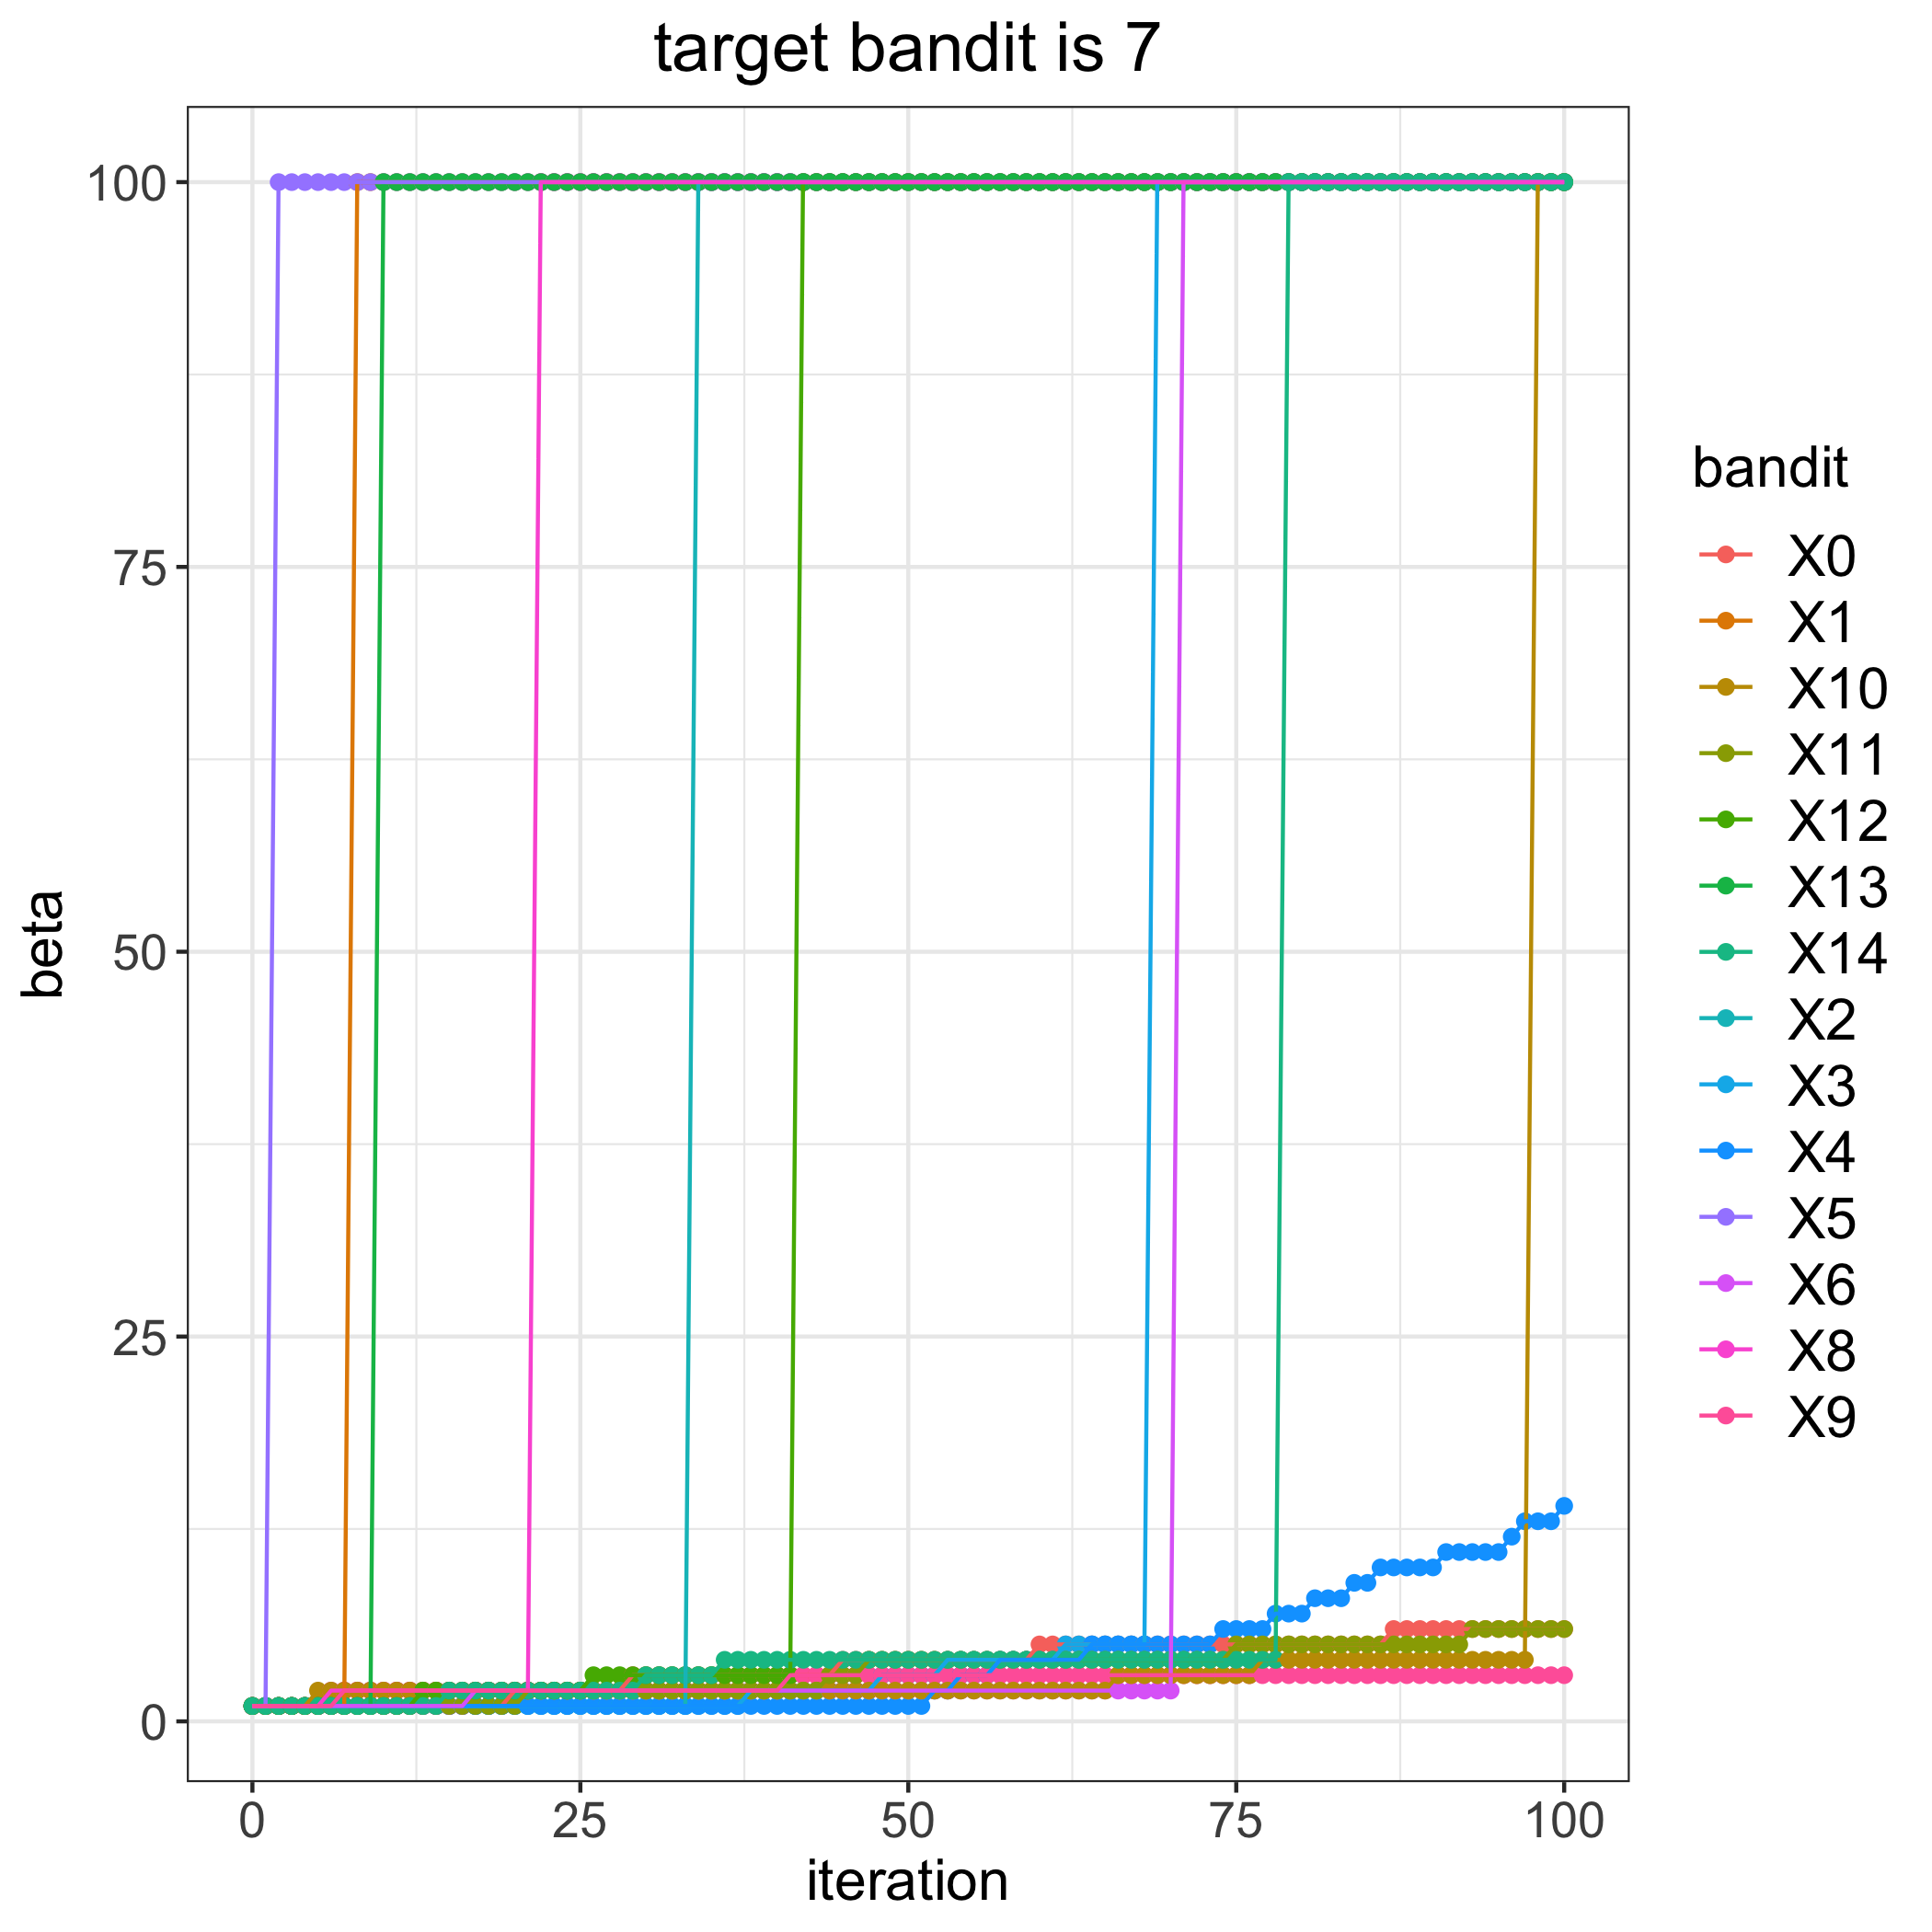 target bandit is 7
100
75
50
25
0
beta
0 25 50 75 100
iteration
bandit
X0
X1
X10
X11
X12
X13
X14
X2
X3
X4
X5
X6
X8
X9